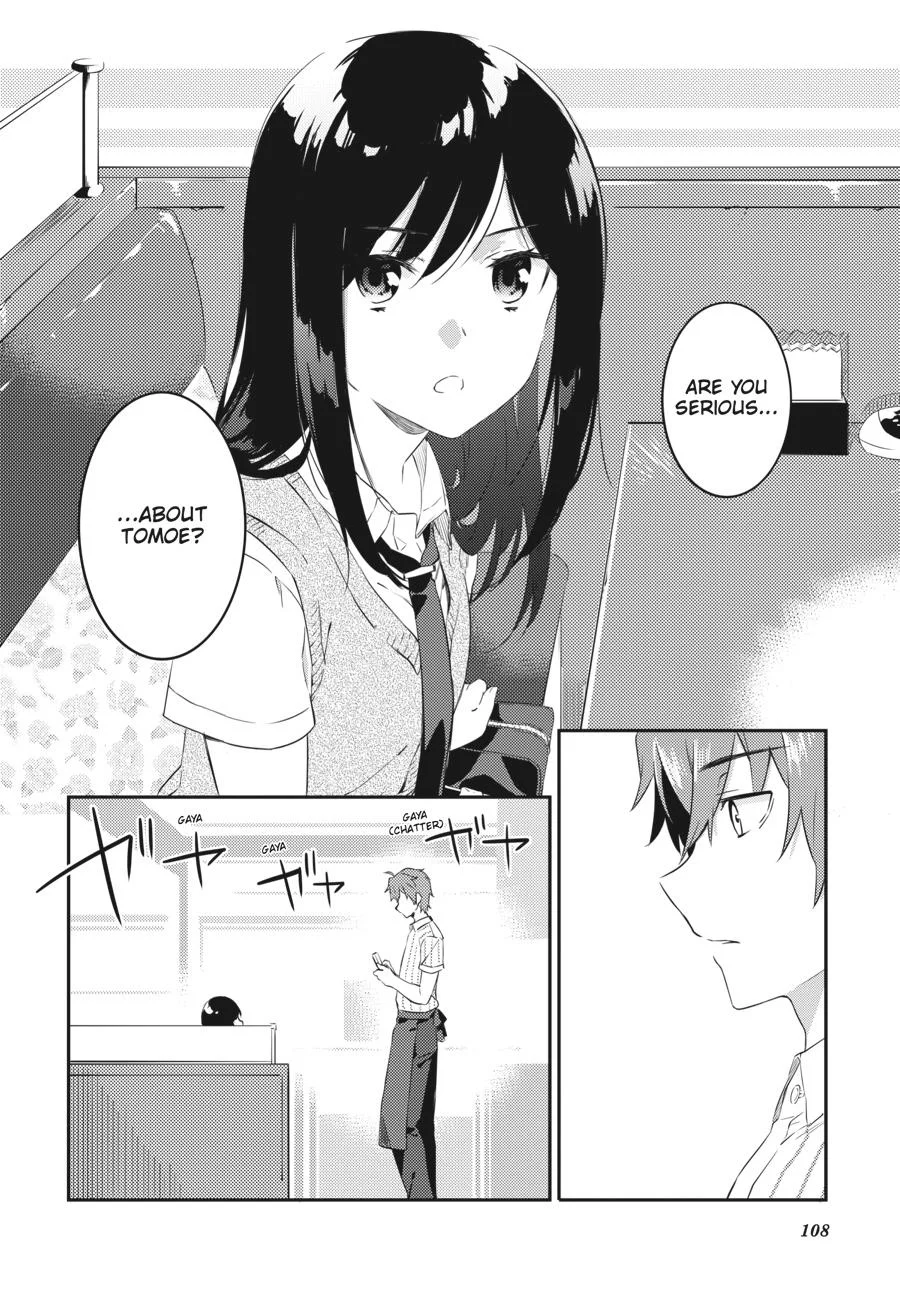 ARE YOU
SERIOUS...
...ABOUT
TOMOE?
GAYA
(CHATTER)
ガヤ
GAYA
ガヤ
GAYA
ガヤ
108